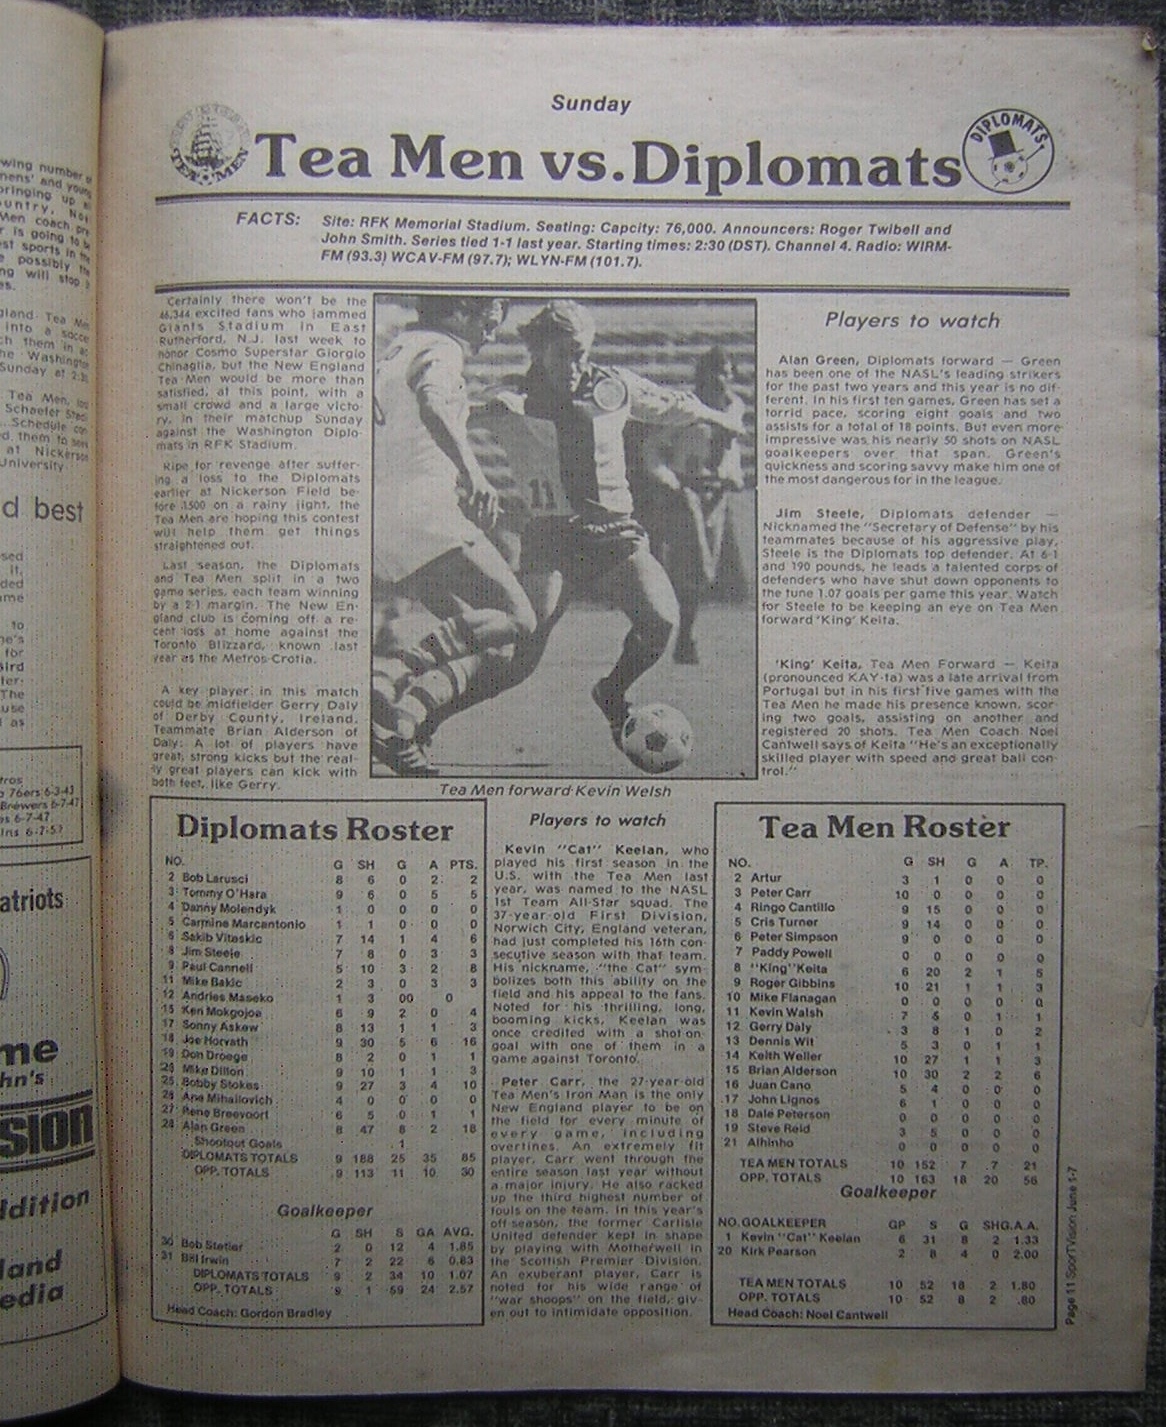 Sunday
TEA MEN
Tea Men vs. Diplomats
DIPLOMATS
FACTS:
Site: RFK Memorial Stadium. Seating: Capcity: 76,000. Announcers: Roger Twibell and
John Smith. Series tied 1-1 last year. Starting times: 2:30 (DST). Channel 4. Radio: WIRM-
FM (93.3) WCAV-FM (97.7); WLYN-FM (101.7).
Certainly there won't be the
46,344 excited fans who jammed
Giants Stadium in East
Rutherford, N.J. last week to
honor Cosmo Superstar Giorgio
Chinaglia, but the New England
Tea Men would be more than
satisfied, at this point, with a
small crowd and a large victo-
ry, in their matchup Sunday
against the Washington Diplo-
mats in RFK Stadium.
Ripe for revenge after suffer-
ing a loss to the Diplomats
earlier at Nickerson Field be-
fore 1500 on a rainy jight, the
Tea Men are hoping this contest
will help them get things
straightened out.
Last season, the Diplomats
and Tea Men split in a two
game series, each team winning
by a 2-1 margin. The New En-
gland club is coming off a re-
cent loss at home against the
Toronto Blizzard, known last
year as the Metros-Crotia.
A key player in this match
could be midfielder Gerry Daly
of Derby County, Ireland.
Teammate Brian Alderson of
Daly: A lot of players have
great, strong kicks but the real-
ly great players can kick with
both feet, like Gerry.
11
Tea Men forward Kevin Welsh
Players to watch
Alan Green, Diplomats forward — Green
has been one of the NASL's leading strikers
for the past two years and this year is no dif-
ferent. In his first ten games, Green has set a
torrid pace, scoring eight goals and two
assists for a total of 18 points. But even more
impressive was his nearly 50 shots on NASL
goalkeepers over that span. Green's
quickness and scoring savvy make him one of
the most dangerous for in the league.
Jim Steele, Diplomats defender —
Nicknamed the "Secretary of Defense" by his
teammates because of his aggressive play,
Steele is the Diplomats top defender. At 6-1
and 190 pounds, he leads a talented corps of
defenders who have shut down opponents to
the tune 1.07 goals per game this year. Watch
for Steele to be keeping an eye on Tea Men
forward 'King' Keita.
'King' Keita, Tea Men Forward — Keita
(pronounced KAY-ta) was a late arrival from
Portugal but in his first five games with the
Tea Men he made his presence known, scor-
ing two goals, assisting on another and
registered 20 shots. Tea Men Coach Noel
Cantwell says of Keita "He's an exceptionally
skilled player with speed and great ball con-
trol."
Diplomats Roster
NO. G SH G A PTS.
2 Bob Larusci 8 6 0 2 2
3 Tommy O'Hara 9 6 0 5 5
4 Danny Molendyk 1 0 0 0 0
5 Carmine Marcantonio 1 1 0 0 0
6 Sakib Viteskic 7 14 1 4 6
8 Jim Steele 7 8 0 3 3
9 Paul Cannell 5 10 3 2 8
11 Mike Bakic 2 3 0 3 3
12 Andries Maseko 1 3 00 0
15 Ken Mokgojoa 6 9 2 0 4
17 Sonny Askew 8 13 1 1 3
18 Joe Horvath 9 30 5 6 16
19 Don Droege 8 2 0 1 1
Mike Dillon 9 10 1 1 3
25 Bobby Stokes 9 27 3 4 10
26 Ane Mihailovich 4 0 0 0 0
27 Rene Breevoort 6 5 0 1 1
28 Alan Green 8 47 8 2 18
Shootout Goals 1
DIPLOMATS TOTALS 9 188 25 35 85
OPP. TOTALS 9 113 11 10 30
Goalkeeper
G SH S GA AVG.
30 Bob Stetler 2 0 12 4 1.85
31 Bill Irwin 7 2 22 6 0.83
DIPLOMATS TOTALS 9 2 34 10 1.07
OPP. TOTALS 9 1 59 24 2.57
Head Coach: Gordon Bradley
Players to watch
Kevin "Cat" Keelan, who
played his first season in the
U.S. with the Tea Men last
year, was named to the NASL
1st Team All-Star squad. The
37-year-old First Division,
Norwich City, England veteran,
had just completed his 16th con-
secutive season with that team.
His nickname, "the Cat" sym-
bolizes both this ability on the
field and his appeal to the fans.
Noted for his thrilling, long,
booming kicks, Keelan was
once credited with a shot-on-
goal with one of them in a
game against Toronto.
Peter Carr, the 27-year-old
Tea Men's Iron Man is the only
New England player to be on
the field for every minute of
every game, including
overtines. An extremely fit
player, Carr went through the
entire season last year without
a major injury. He also racked
up the third highest number of
fouls on the team. In this year's
off-season, the former Carlisle
United defender kept in shape
by playing with Motherwell in
the Scottish Premier Division.
An exuberant player, Carr is
noted for his wide range of
"war shoops" on the field, giv-
en out to intimidate opposition.
Tea Men Roster
NO. G SH G A TP.
2 Artur 3 1 0 0 0
3 Peter Carr 10 0 0 0 0
4 Ringo Cantillo 9 15 0 0 0
5 Cris Turner 9 14 0 0 0
6 Peter Simpson 9 0 0 0 0
7 Paddy Powell 0 0 0 0 0
8 "King" Keita 6 20 2 1 5
9 Roger Gibbins 10 21 1 1 3
10 Mike Flanagan 0 0 0 0 0
11 Kevin Walsh 7 5 0 1 1
12 Gerry Daly 3 8 1 0 2
13 Dennis Wit 5 3 0 1 1
14 Keith Weller 10 27 1 1 3
15 Brian Alderson 10 30 2 2 6
16 Juan Cano 5 4 0 0 0
17 John Lignos 6 1 0 0 0
18 Dale Peterson 0 0 0 0 0
19 Steve Reid 3 5 0 0 0
21 Alhinho 0 0 0 0 0
TEA MEN TOTALS 10 152 7 7 21
OPP. TOTALS 10 163 18 20 56
Goalkeeper
NO. GOALKEEPER GP S G SHG.A.A.
1 Kevin "Cat" Keelan 6 31 8 2 1.33
20 Kirk Pearson 2 8 4 0 2.00
TEA MEN TOTALS 10 52 18 2 1.80
OPP. TOTALS 10 52 8 2 .80
Head Coach: Noel Cantwell
Page 11 SporTVision June 1-7